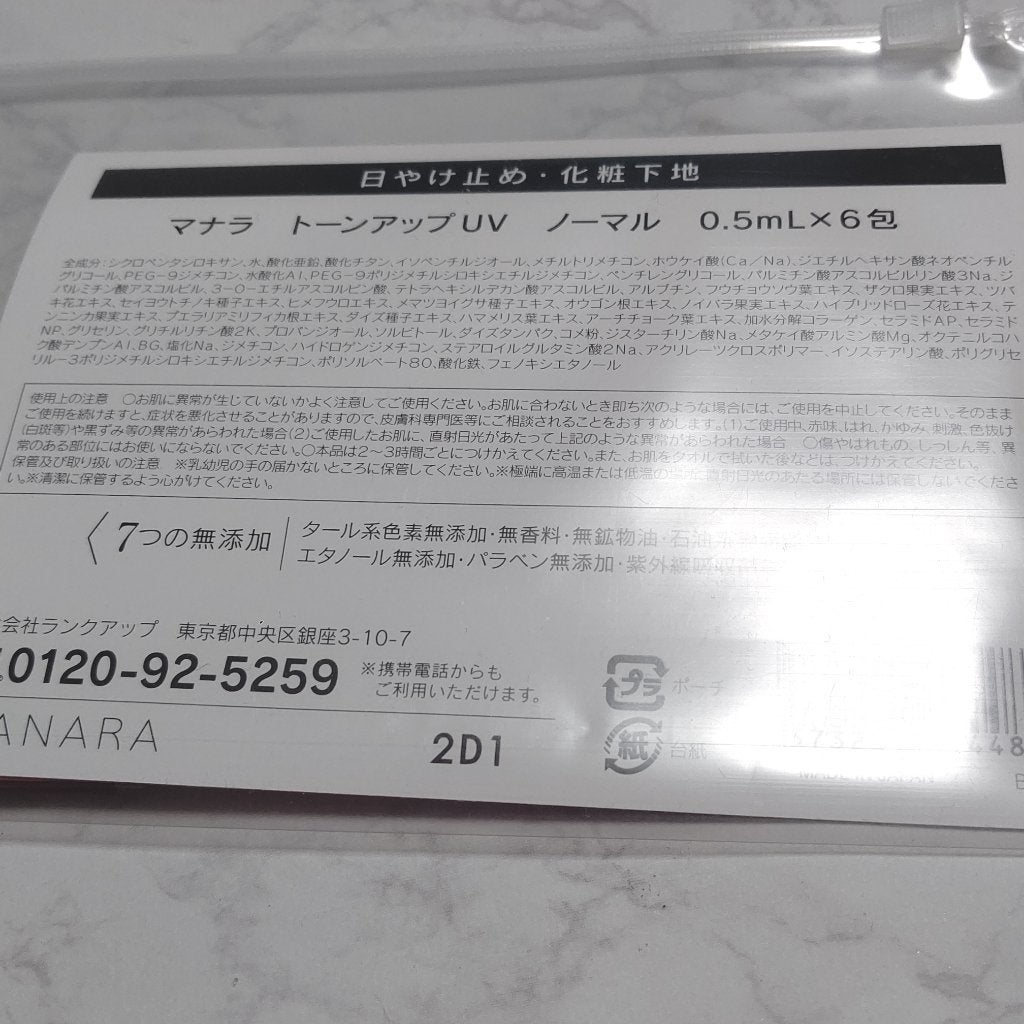 日やけ止め・化粧下地
マナラ トーンアップUV ノーマル 0.5mL×6包
全成分：シクロペンタシロキサン、水、酸化亜鉛、酸化チタン、イソペンチルジオール、メチルトリメチコン、ホウケイ酸(Ca/Na)、ジエチルヘキサン酸ネオペンチル
グリコール、PEG-9ジメチコン、水酸化Al、PEG-9ポリジメチルシロキシエチルジメチコン、ペンチレングリコール、パルミチン酸アスコルビルリン酸3Na、ジ
パルミチン酸アスコルビル、3-O-エチルアスコルビン酸、テトラヘキシルデカン酸アスコルビル、アルブチン、フウチョウソウ葉エキス、ザクロ果実エキス、ツバ
キ花エキス、セイヨウトチノキ種子エキス、ヒメフウロエキス、メマツヨイグサ種子エキス、オウゴン根エキス、ノイバラ果実エキス、ハイブリッドローズ花エキス、テ
ンニンカ果実エキス、プエラリアミリフィカ根エキス、ダイズ種子エキス、ハマメリス葉エキス、アーチチョーク葉エキス、加水分解コラーゲン、セラミドAP、セラミド
NP、グリセリン、グリチルリチン酸2K、プロパンジオール、ソルビトール、ダイズタンパク、コメ粉、ジステアリン酸Na、メタケイ酸アルミン酸Mg、オクテニルコハ
ク酸デンプンAl、BG、塩化Na、ジメチコン、ハイドロゲンジメチコン、ステアロイルグルタミン酸2Na、アクリレーツクロスポリマー、イソステアリン酸、ポリグリセ
リル-3ポリジメチルシロキシエチルジメチコン、ポリソルベート80、酸化鉄、フェノキシエタノール
使用上の注意 ○お肌に異常が生じていないかよく注意してご使用ください。お肌に合わないとき即ち次のような場合には、ご使用を中止してください。そのまま
ご使用を続けますと、症状を悪化させることがありますので、皮膚科専門医等にご相談されることをおすすめします。(1)ご使用中、赤味、はれ、かゆみ、刺激、色抜け
(白斑等)や黒ずみ等の異常があらわれた場合(2)ご使用したお肌に、直射日光があたって上記のような異常があらわれた場合 ○傷やはれもの、しっしん等、異
常のある部位にはお使いにならないでください。○本品は2～3時間ごとにつけかえてください。また、お肌をタオルで拭いた後などは、つけかえてください。
保管及び取り扱いの注意 ※乳幼児の手の届かないところに保管してください。※極端に高温または低温の場所、直射日光のあたる場所には保管しないでくださ
い。※清潔に保管するよう心がけてください。
7つの無添加
タール系色素無添加・無香料・無鉱物油・石油系
エタノール無添加・パラベン無添加・紫外線吸収
会社ランクアップ 東京都中央区銀座3-10-7
0120-92-5259 ※携帯電話からも
ご利用いただけます。
ANARA
2D1
プラ ポーチ
紙 台紙
448
MADE IN JAPAN